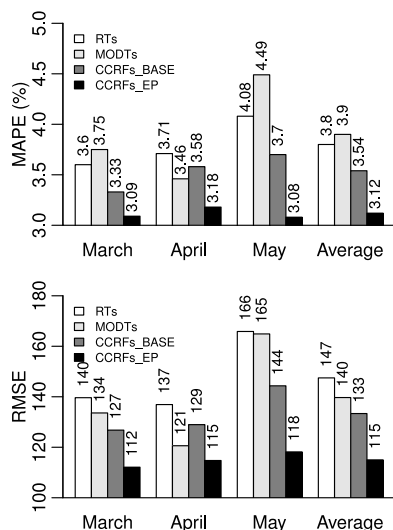 MAPE (%)
5.0
4.5
4.0
3.5
3.0
RTs
MODTs
CCRFs_BASE
CCRFs_EP
3.6
3.75
3.33
3.09
3.71
3.46
3.58
3.18
4.08
4.49
3.7
3.08
3.8
3.9
3.54
3.12
March
April
May
Average
RMSE
180
160
140
120
100
RTs
MODTs
CCRFs_BASE
CCRFs_EP
140
134
127
112
137
121
129
115
166
165
144
118
147
140
133
115
March
April
May
Average